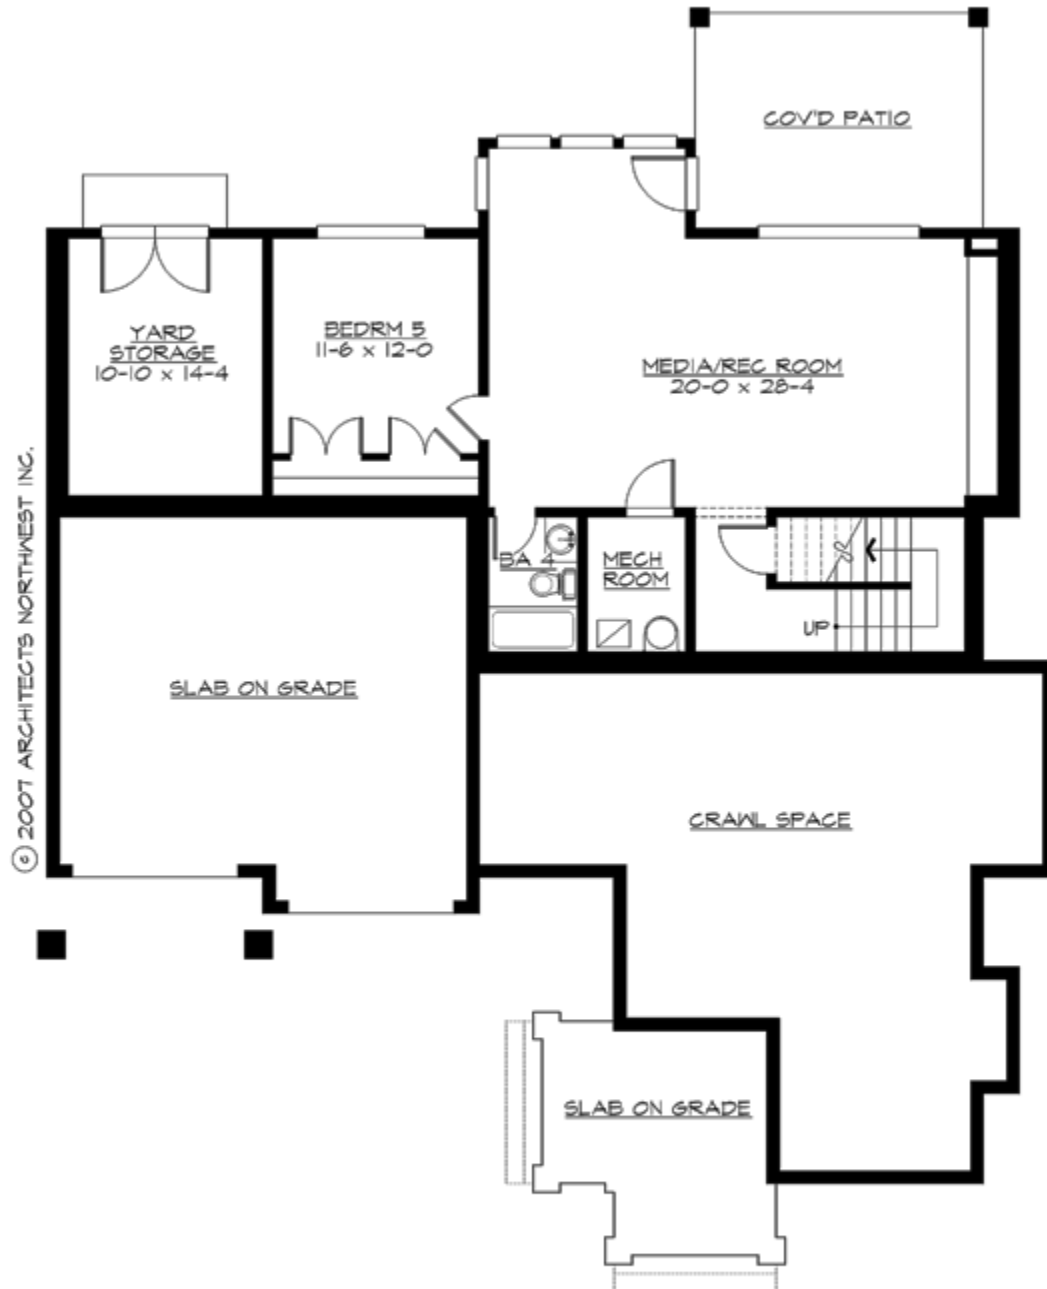 COV'D PATIO
YARD
STORAGE
10-10 x 14-4
BEDRM 5
11-6 x 12-0
MEDIA/REC ROOM
20-0 x 28-4
BA 4
MECH
ROOM
UP
SLAB ON GRADE
CRAWL SPACE
SLAB ON GRADE
© 2007 ARCHITECTS NORTHWEST INC.